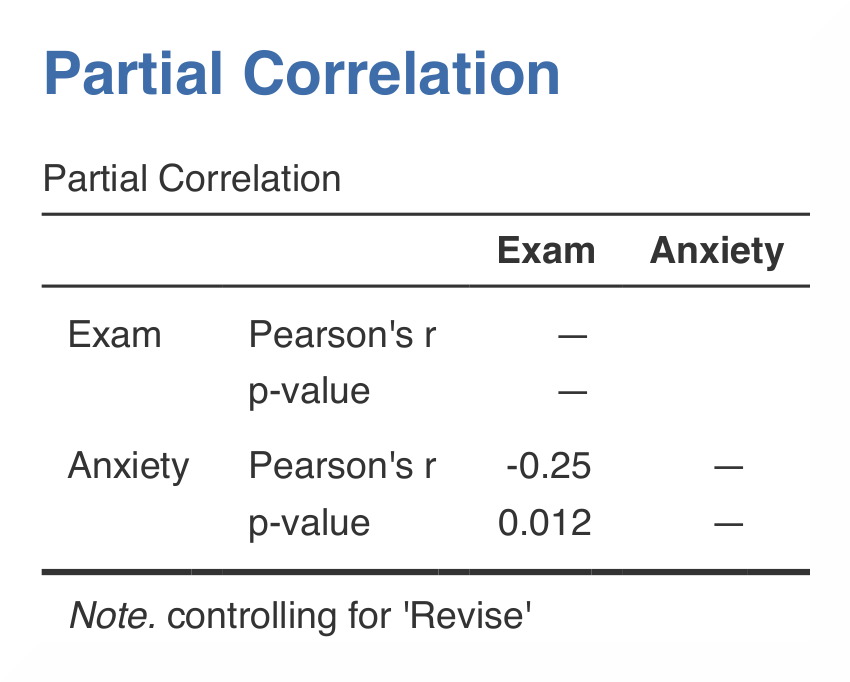 Partial Correlation
Partial Correlation
Exam Anxiety
Exam Pearson's r —
p-value —
Anxiety Pearson's r -0.25 —
p-value 0.012 —
Note. controlling for 'Revise'